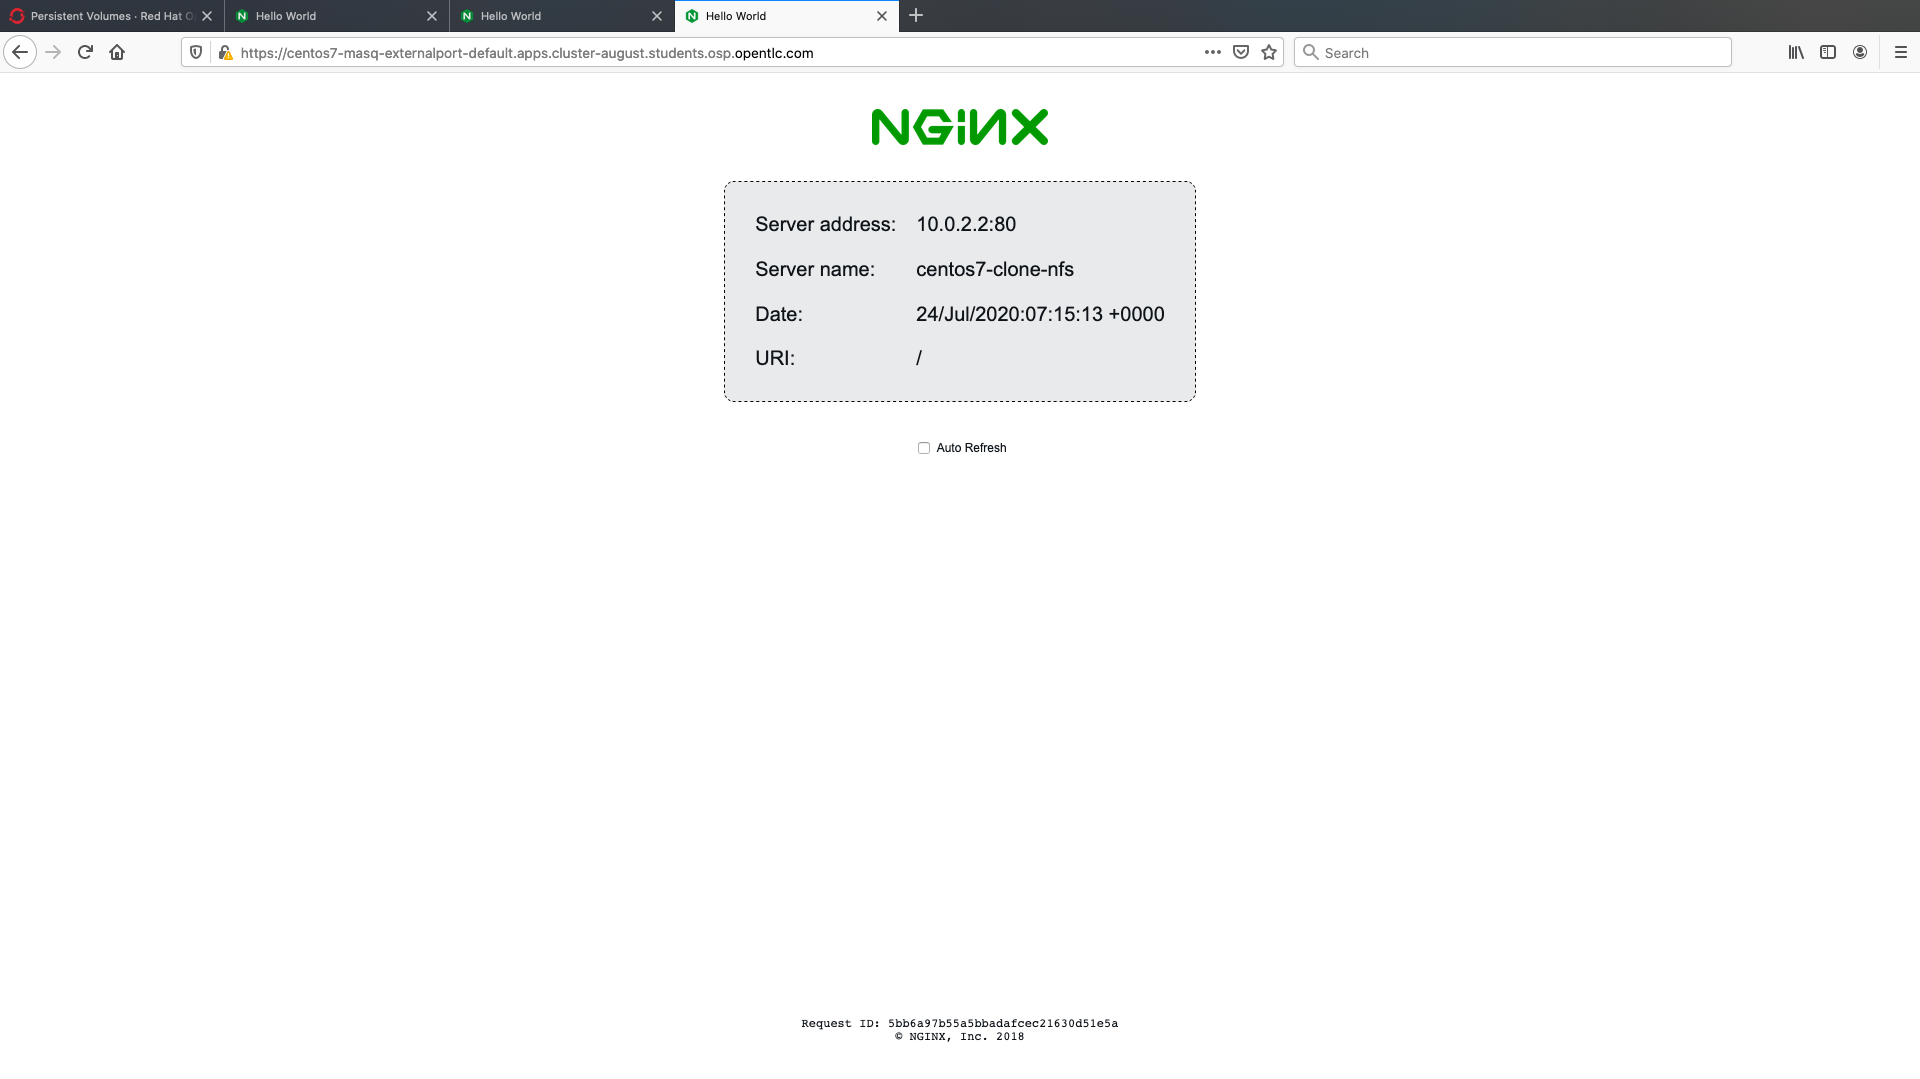 Persistent Volumes · Red Hat O
Hello World
Hello World
Hello World
https://centos7-masq-externalport-default.apps.cluster-august.students.osp.opentlc.com
Search
NGINX
Server address: 10.0.2.2:80
Server name: centos7-clone-nfs
Date: 24/Jul/2020:07:15:13 +0000
URI: /
Auto Refresh
Request ID: 5bb6a97b55a5bbadafcec21630d51e5a
© NGINX, Inc. 2018